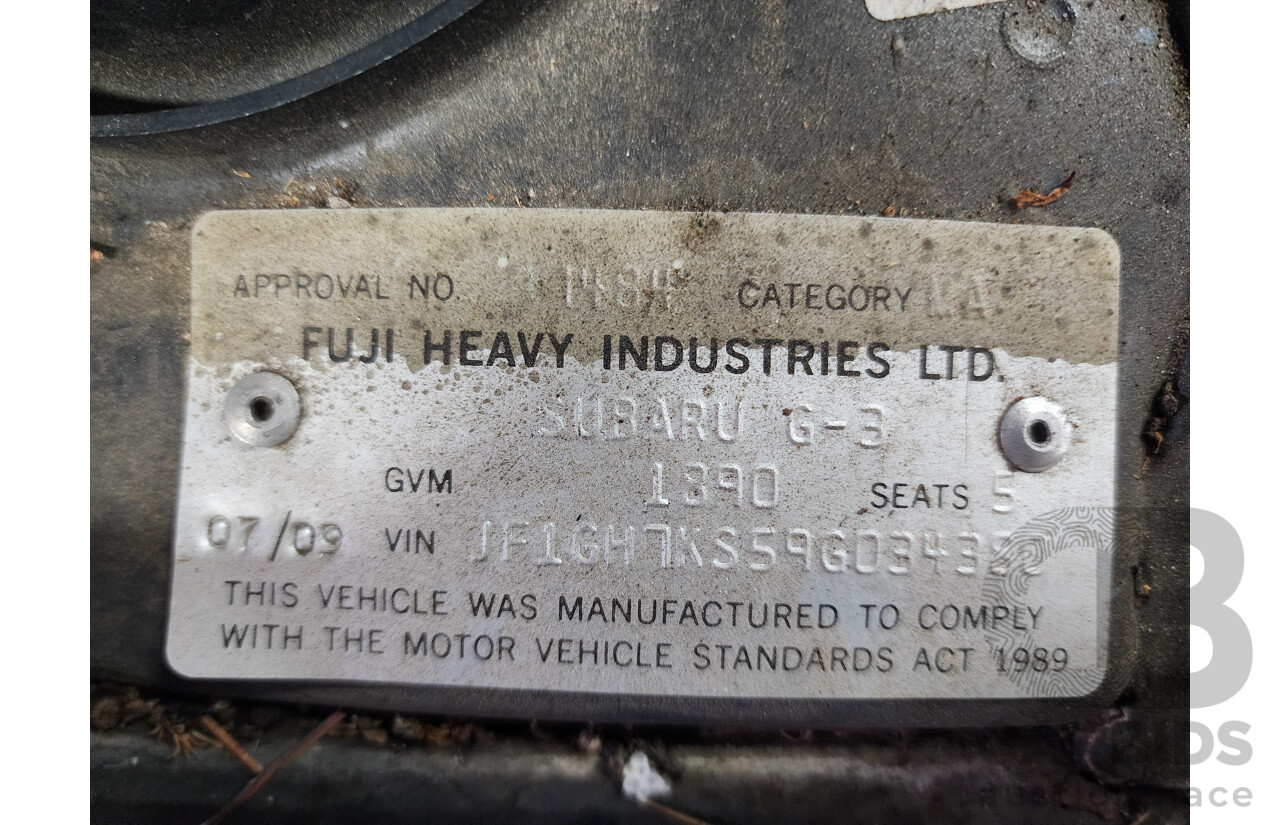 APPROVAL NO. CATEGORY
FUJI HEAVY INDUSTRIES LTD.
SUBARU G-3
GVM 1390 SEATS 5
07/09 VIN
THIS VEHICLE WAS MANUFACTURED TO COMPLY
WITH THE MOTOR VEHICLE STANDARDS ACT 1989